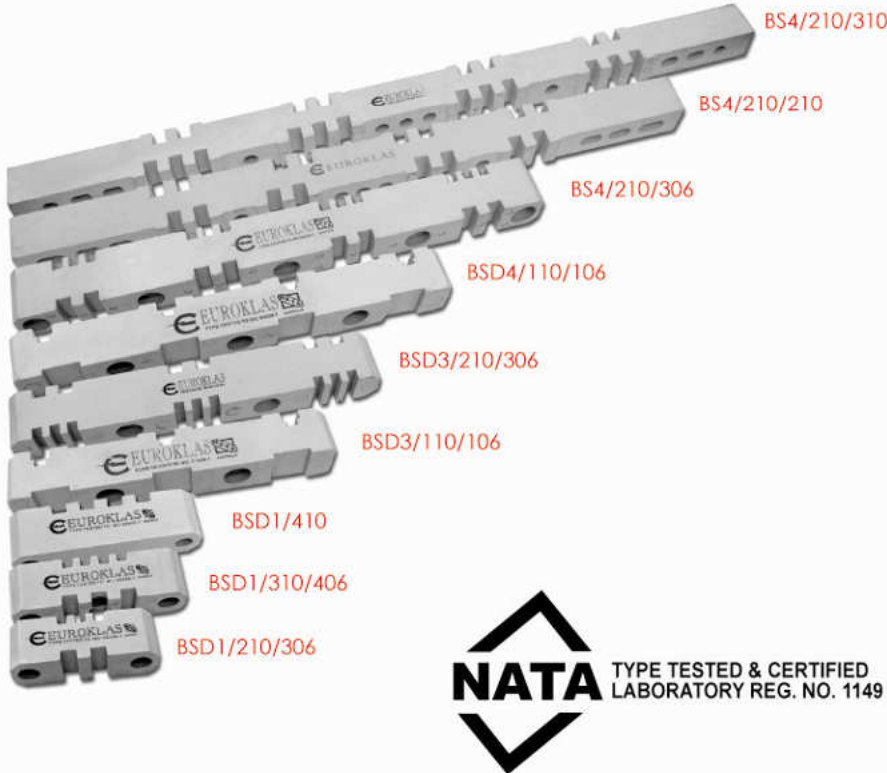 BS4/210/310
EUROKLAS
BS4/210/210
EUROKLAS
BS4/210/306
EUROKLAS
BSD4/110/106
EUROKLAS
BSD3/210/306
EUROKLAS
BSD3/110/106
EUROKLAS
BSD1/410
EUROKLAS
BSD1/310/406
EUROKLAS
BSD1/210/306
EUROKLAS
NATA
TYPE TESTED & CERTIFIED
LABORATORY REG. NO. 1149